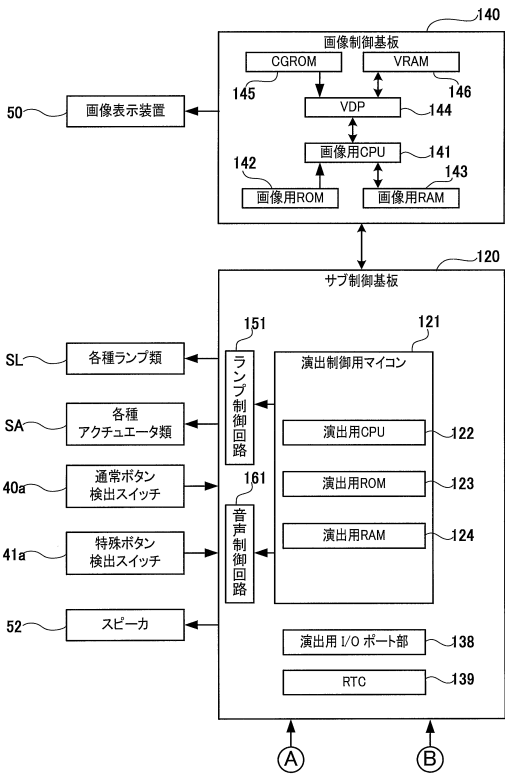 140
画像制御基板
CGROM
VRAM
145
146
VDP
144
50
画像表示装置
画像用CPU
141
142
143
画像用ROM
画像用RAM
120
サブ制御基板
151
121
SL
各種ランプ類
ランプ制御回路
演出制御用マイコン
SA
各種
アクチュエータ類
演出用CPU
122
40a
通常ボタン
検出スイッチ
161
演出用ROM
123
41a
特殊ボタン
検出スイッチ
音声制御回路
演出用RAM
124
52
スピーカ
演出用I/Oポート部
138
RTC
139
A
B